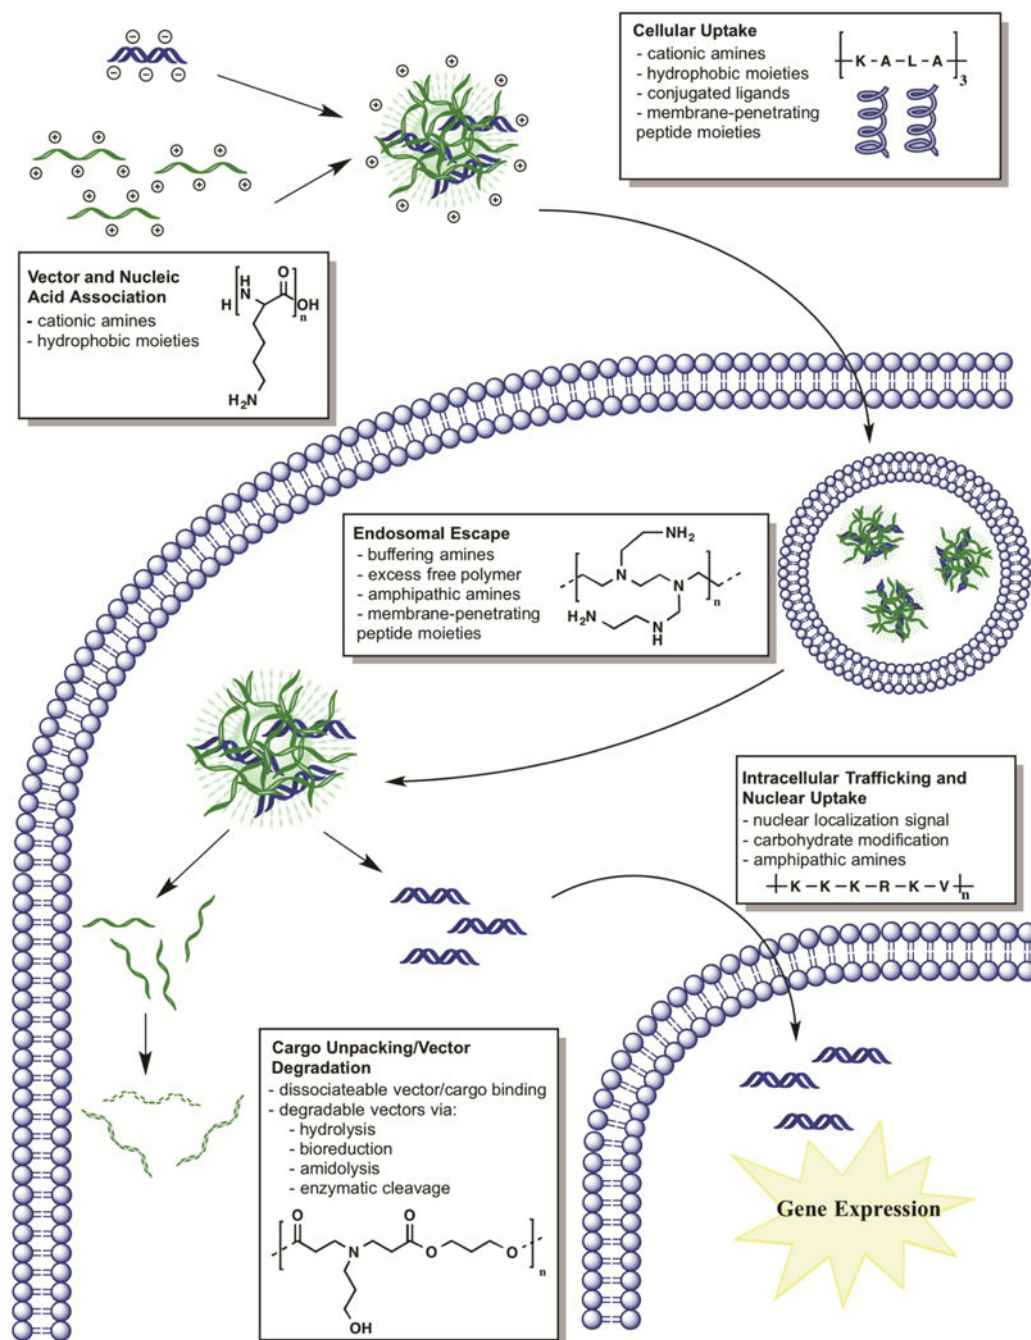 Cellular Uptake
- cationic amines
- hydrophobic moieties
- conjugated ligands
- membrane-penetrating
peptide moieties
K - A - L - A
3
Vector and Nucleic
Acid Association
- cationic amines
- hydrophobic moieties
H
H
N
O
OH
n
H₂N
Endosomal Escape
- buffering amines
- excess free polymer
- amphipathic amines
- membrane-penetrating
peptide moieties
NH₂
N
N
n
H₂N
N
H
Intracellular Trafficking and
Nuclear Uptake
- nuclear localization signal
- carbohydrate modification
- amphipathic amines
K - K - K - R - K - V
n
Cargo Unpacking/Vector
Degradation
- dissociateable vector/cargo binding
- degradable vectors via:
- hydrolysis
- bioreduction
- amidolysis
- enzymatic cleavage
O
O
N
O
O
n
OH
Gene Expression